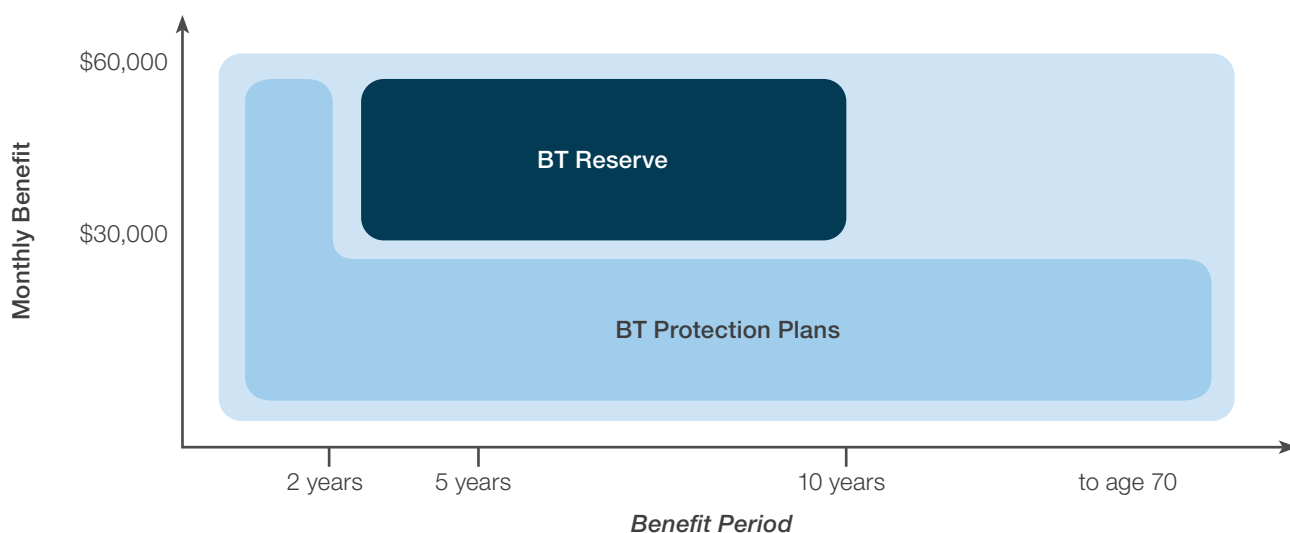 $60,000
BT Reserve
Monthly Benefit
$30,000
BT Protection Plans
2 years
5 years
10 years
to age 70
Benefit Period